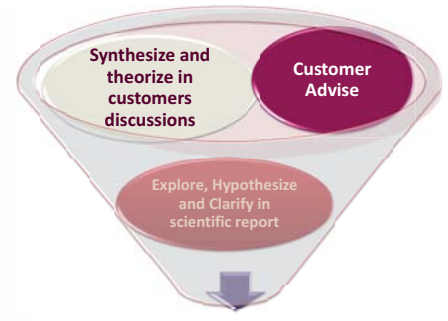 Synthesize and
theorize in
customers
discussions
Customer
Advise
Explore, Hypothesize
and Clarify in
scientific report